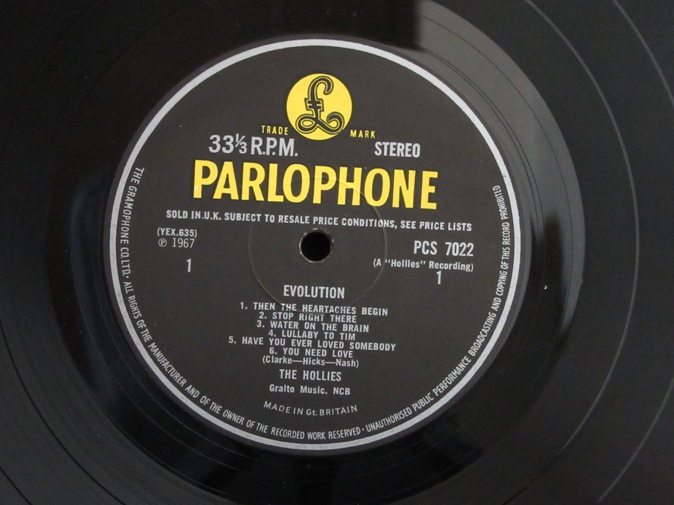 TRADE MARK
33⅓ R.P.M. STEREO
PARLOPHONE
SOLD IN U.K. SUBJECT TO RESALE PRICE CONDITIONS, SEE PRICE LISTS
(YEX.635) PCS 7022
℗ 1967 (A "Hollies" Recording)
1 1
EVOLUTION
1. THEN THE HEARTACHES BEGIN
2. STOP RIGHT THERE
3. WATER ON THE BRAIN
4. LULLABY TO TIM
5. HAVE YOU EVER LOVED SOMEBODY
6. YOU NEED LOVE
(Clarke—Hicks—Nash)
THE HOLLIES
Gralto Music. NCB
MADE IN Gt. BRITAIN
THE GRAMOPHONE CO. LTD. · ALL RIGHTS OF THE MANUFACTURER AND OF THE OWNER OF THE RECORDED WORK RESERVED · UNAUTHORISED PUBLIC PERFORMANCE BROADCASTING AND COPYING OF THIS RECORD PROHIBITED